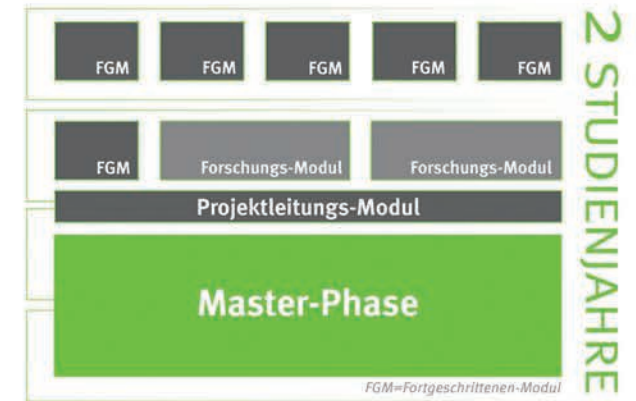 FGM FGM FGM FGM FGM
FGM Forschungs-Modul Forschungs-Modul
Projektleitungs-Modul
Master-Phase
FGM=Fortgeschrittenen-Modul
2 STUDIENJAHRE